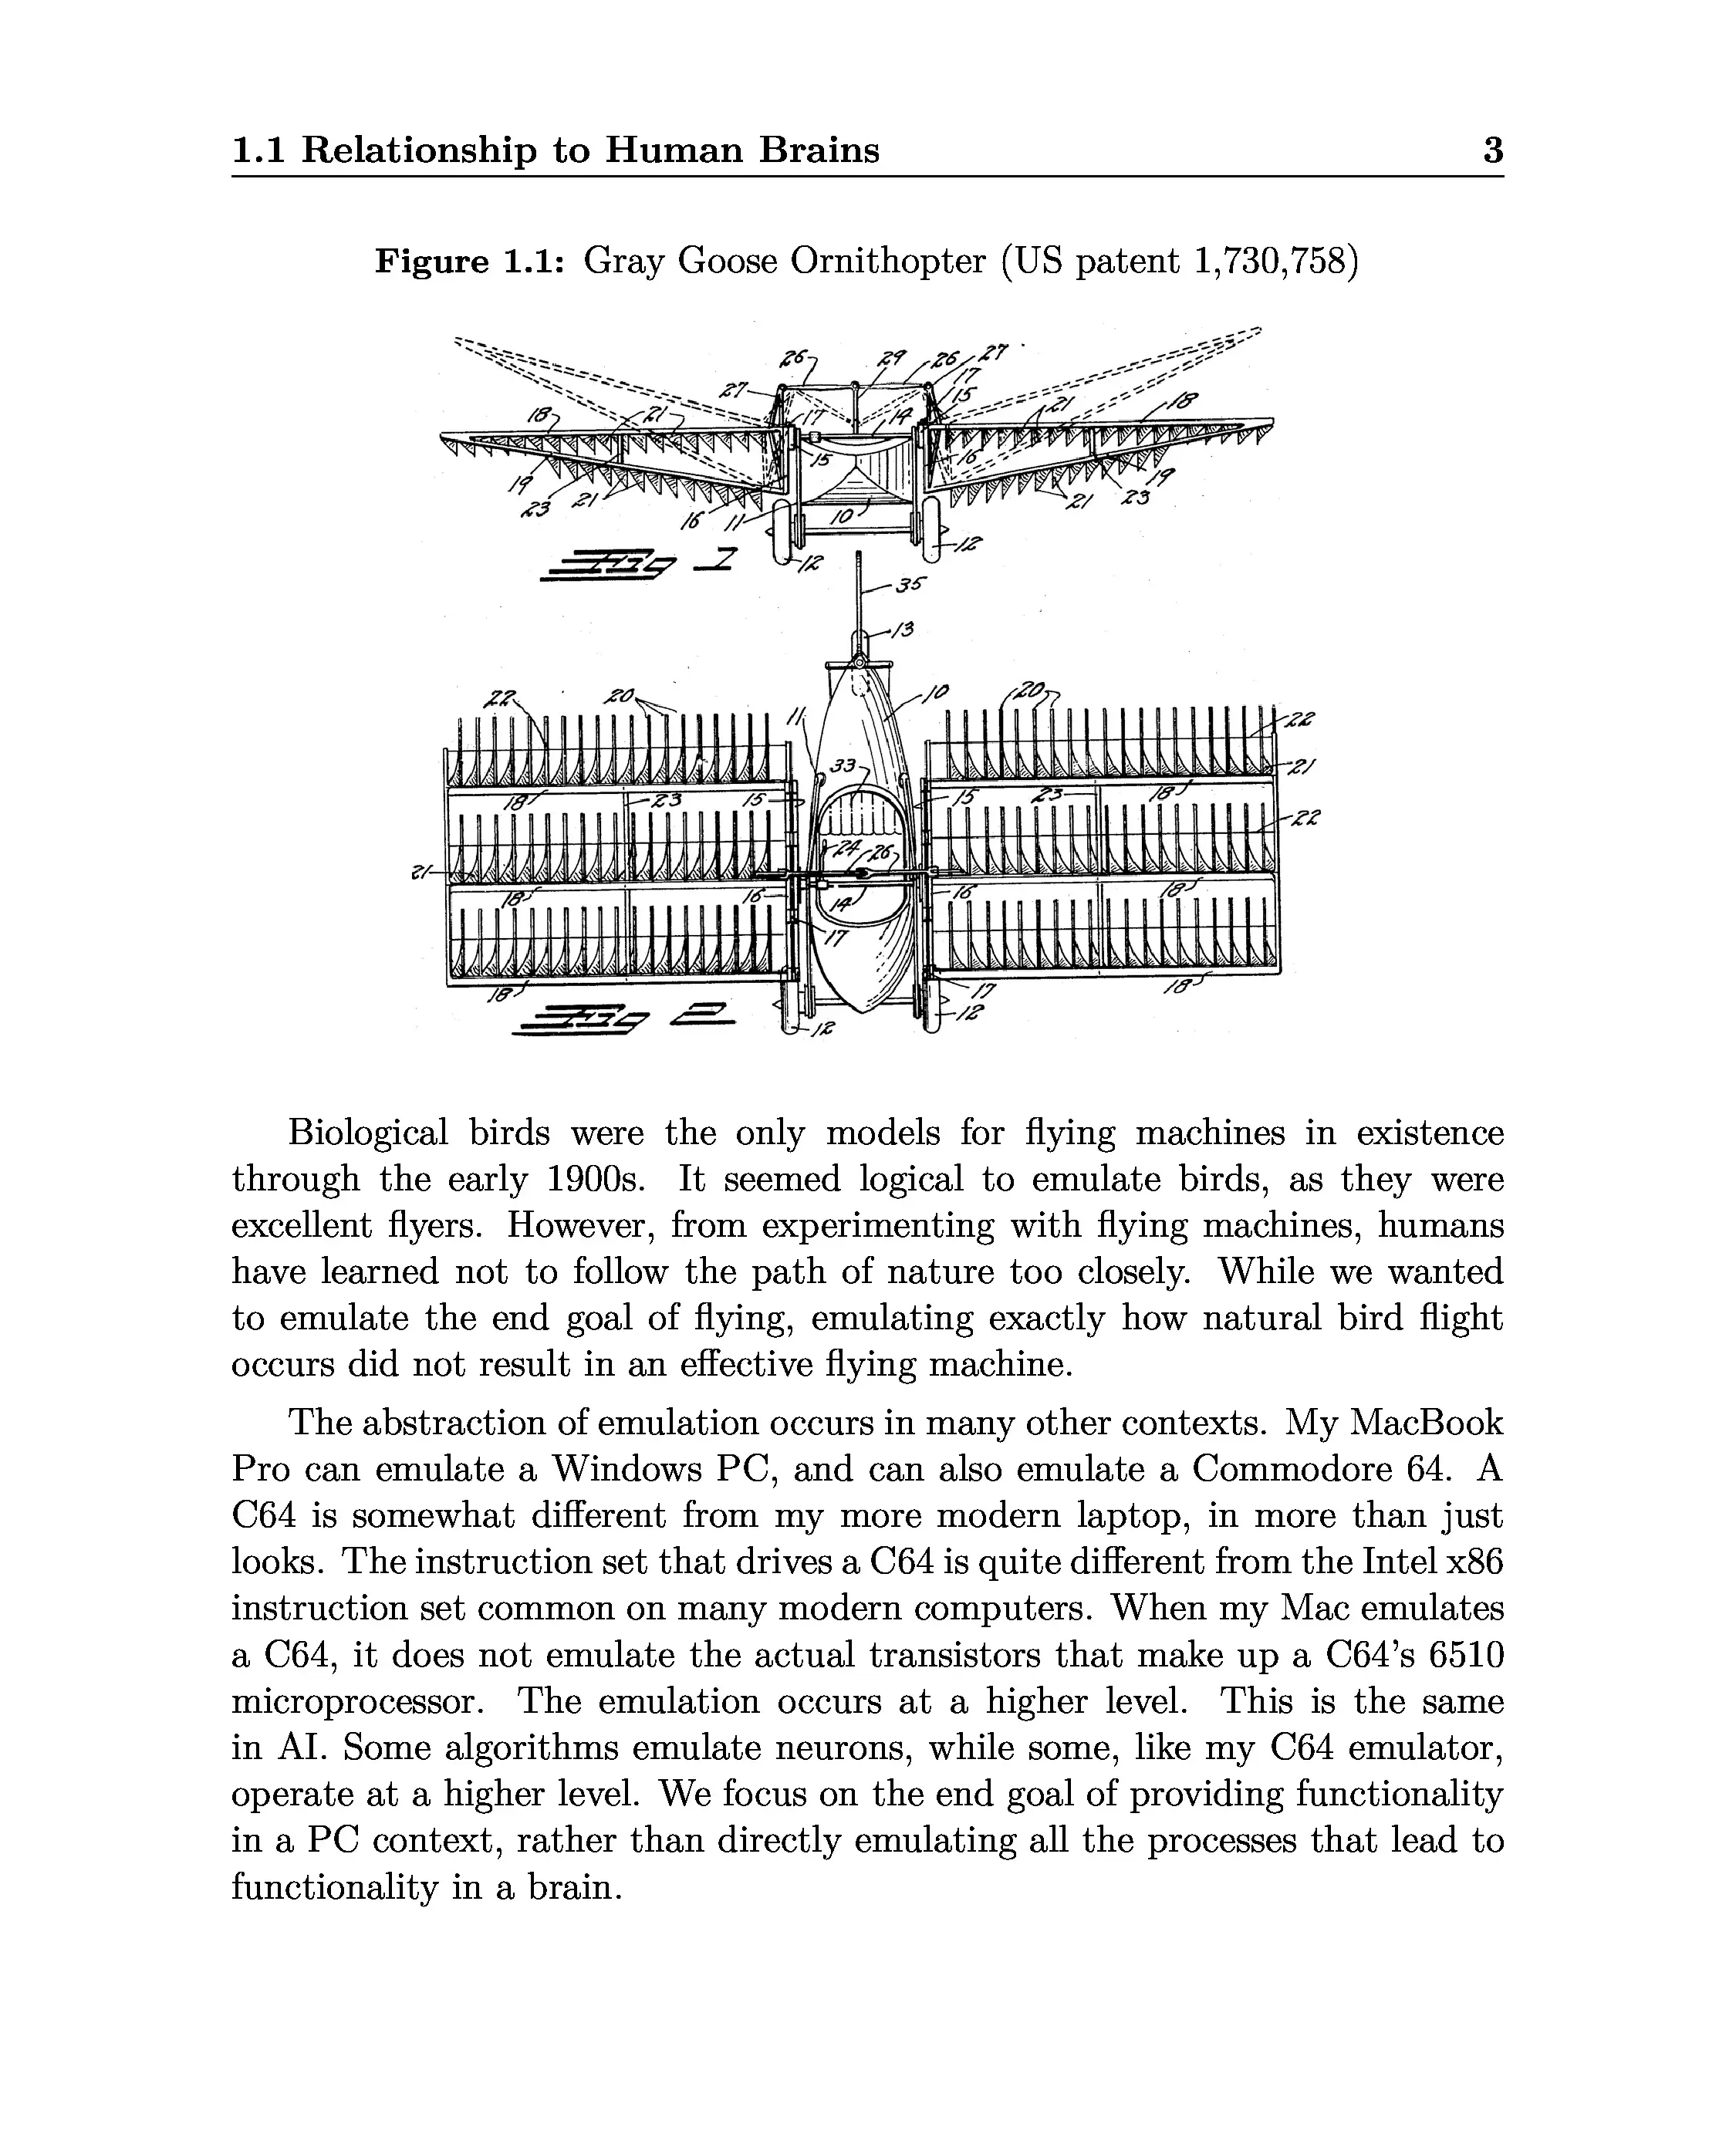 1.1 Relationship to Human Brains 3
Figure 1.1: Gray Goose Ornithopter (US patent 1,730,758)
26 29 26 27
27 17 15
18 21 17 14 21 18
19 15 16 19
23 21 16 11 10 21 23
Fig 1 12 12
35
13
22 20 11 10 20 22
33 21
18 23 15 15 23 18
22
21 24 26
18 16 14 16 18
17
18 17 18
Fig 2 12 12
Biological birds were the only models for flying machines in existence
through the early 1900s. It seemed logical to emulate birds, as they were
excellent flyers. However, from experimenting with flying machines, humans
have learned not to follow the path of nature too closely. While we wanted
to emulate the end goal of flying, emulating exactly how natural bird flight
occurs did not result in an effective flying machine.
The abstraction of emulation occurs in many other contexts. My MacBook
Pro can emulate a Windows PC, and can also emulate a Commodore 64. A
C64 is somewhat different from my more modern laptop, in more than just
looks. The instruction set that drives a C64 is quite different from the Intel x86
instruction set common on many modern computers. When my Mac emulates
a C64, it does not emulate the actual transistors that make up a C64's 6510
microprocessor. The emulation occurs at a higher level. This is the same
in AI. Some algorithms emulate neurons, while some, like my C64 emulator,
operate at a higher level. We focus on the end goal of providing functionality
in a PC context, rather than directly emulating all the processes that lead to
functionality in a brain.